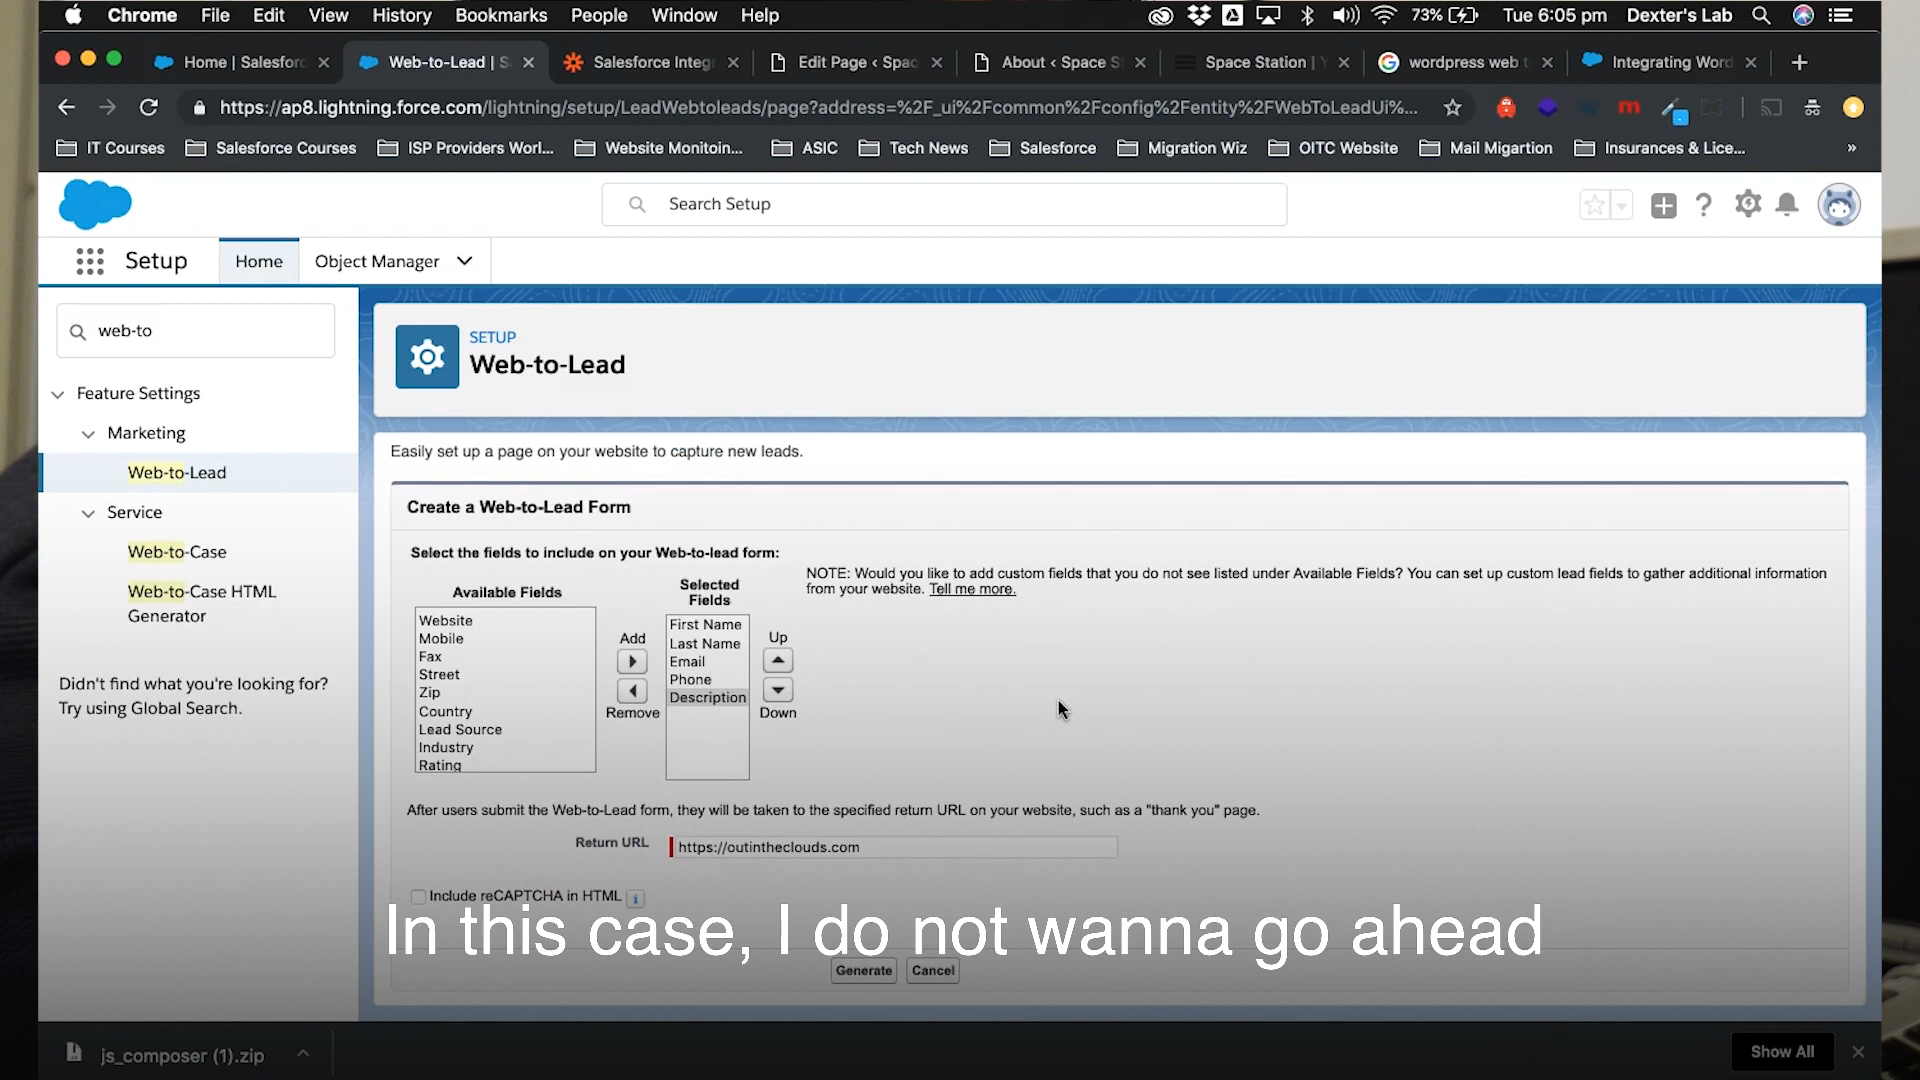 Chrome File Edit View History Bookmarks People Window Help 73% Tue 6:05 pm Dexter's Lab
Home | Salesforc Web-to-Lead | S Salesforce Integ Edit Page ‹ Spac About ‹ Space S Space Station | wordpress web t Integrating Word
https://ap8.lightning.force.com/lightning/setup/LeadWebtoleads/page?address=%2F_ui%2Fcommon%2Fconfig%2Fentity%2FWebToLeadUi%...
IT Courses Salesforce Courses ISP Providers Worl... Website Monitoin... ASIC Tech News Salesforce Migration Wiz OITC Website Mail Migartion Insurances & Lice... »
Search Setup
Setup Home Object Manager
web-to
Feature Settings
Marketing
Web-to-Lead
Service
Web-to-Case
Web-to-Case HTML
Generator
Didn't find what you're looking for?
Try using Global Search.
SETUP
Web-to-Lead
Easily set up a page on your website to capture new leads.
Create a Web-to-Lead Form
Select the fields to include on your Web-to-lead form:
Available Fields
Website
Mobile
Fax
Street
Zip
Country
Lead Source
Industry
Rating
Add
Remove
Selected
Fields
First Name
Last Name
Email
Phone
Description
Up
Down
NOTE: Would you like to add custom fields that you do not see listed under Available Fields? You can set up custom lead fields to gather additional information
from your website. Tell me more.
After users submit the Web-to-Lead form, they will be taken to the specified return URL on your website, such as a "thank you" page.
Return URL https://outintheclouds.com
Include reCAPTCHA in HTML
In this case, I do not wanna go ahead
Generate Cancel
js_composer (1).zip Show All